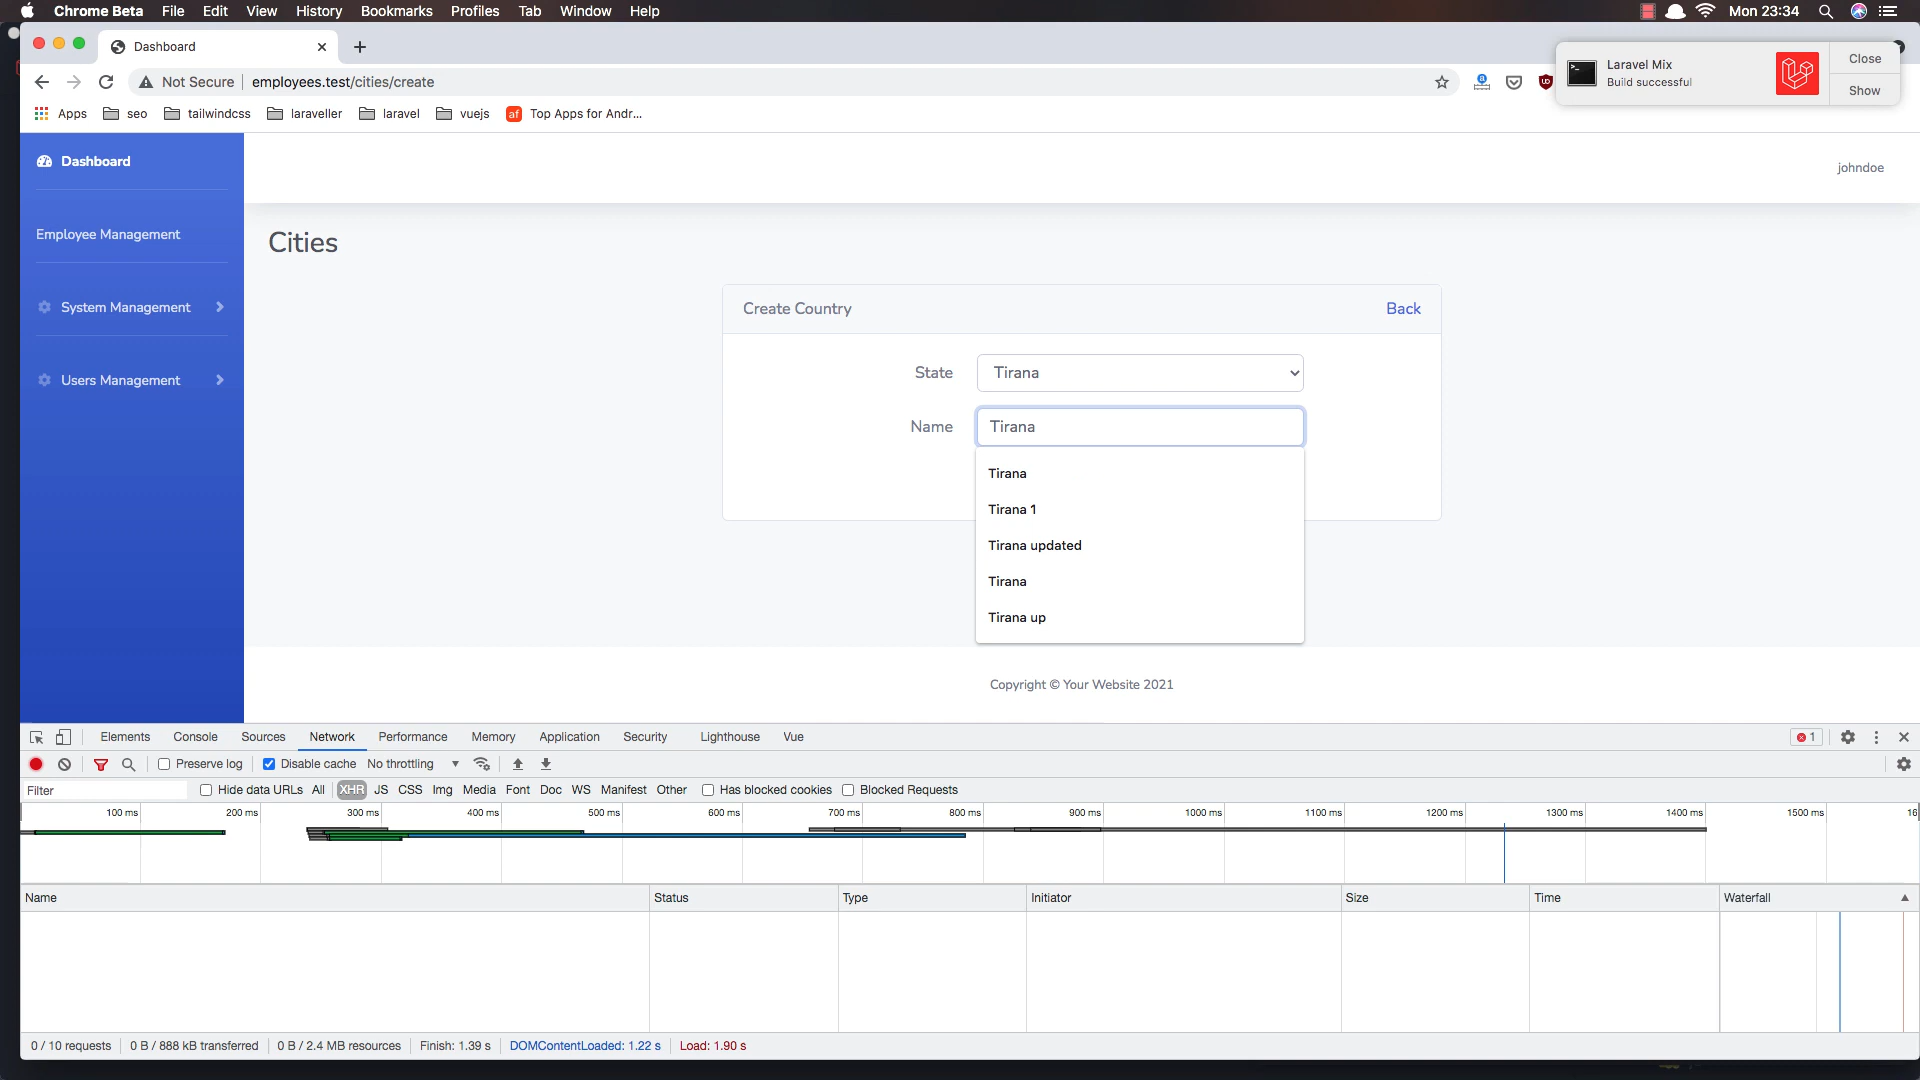 Chrome Beta File Edit View History Bookmarks Profiles Tab Window Help Mon 23:34
Dashboard
Not Secure employees.test/cities/create
Laravel Mix
Build successful
Close
Show
Apps seo tailwindcss laraveller laravel vuejs af Top Apps for Andr...
Dashboard
johndoe
Employee Management
System Management
Users Management
Cities
Create Country Back
State Tirana
Name Tirana
Tirana
Tirana 1
Tirana updated
Tirana
Tirana up
Copyright © Your Website 2021
Elements Console Sources Network Performance Memory Application Security Lighthouse Vue 1
Preserve log Disable cache No throttling
Filter Hide data URLs All XHR JS CSS Img Media Font Doc WS Manifest Other Has blocked cookies Blocked Requests
100 ms 200 ms 300 ms 400 ms 500 ms 600 ms 700 ms 800 ms 900 ms 1000 ms 1100 ms 1200 ms 1300 ms 1400 ms 1500 ms 16
Name Status Type Initiator Size Time Waterfall
0 / 10 requests 0 B / 888 kB transferred 0 B / 2.4 MB resources Finish: 1.39 s DOMContentLoaded: 1.22 s Load: 1.90 s